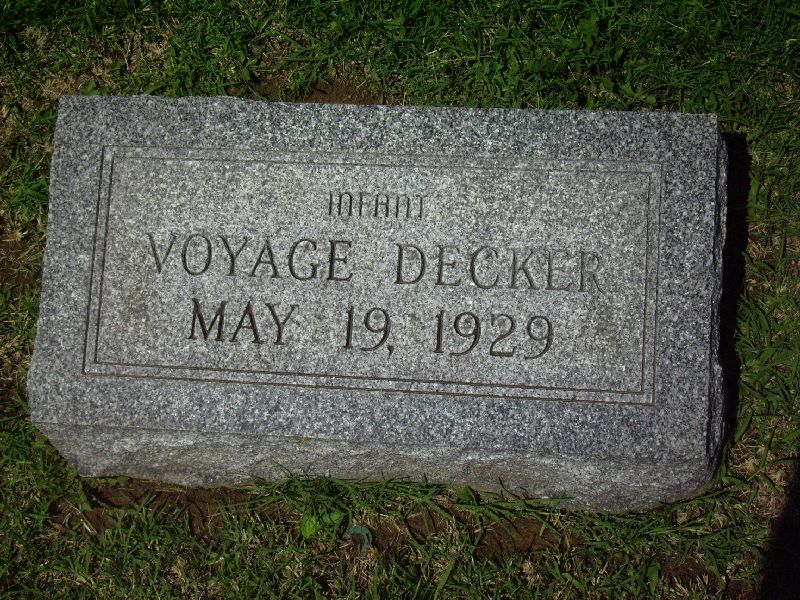 INFANT
VOYAGE DECKER
MAY 19, 1929